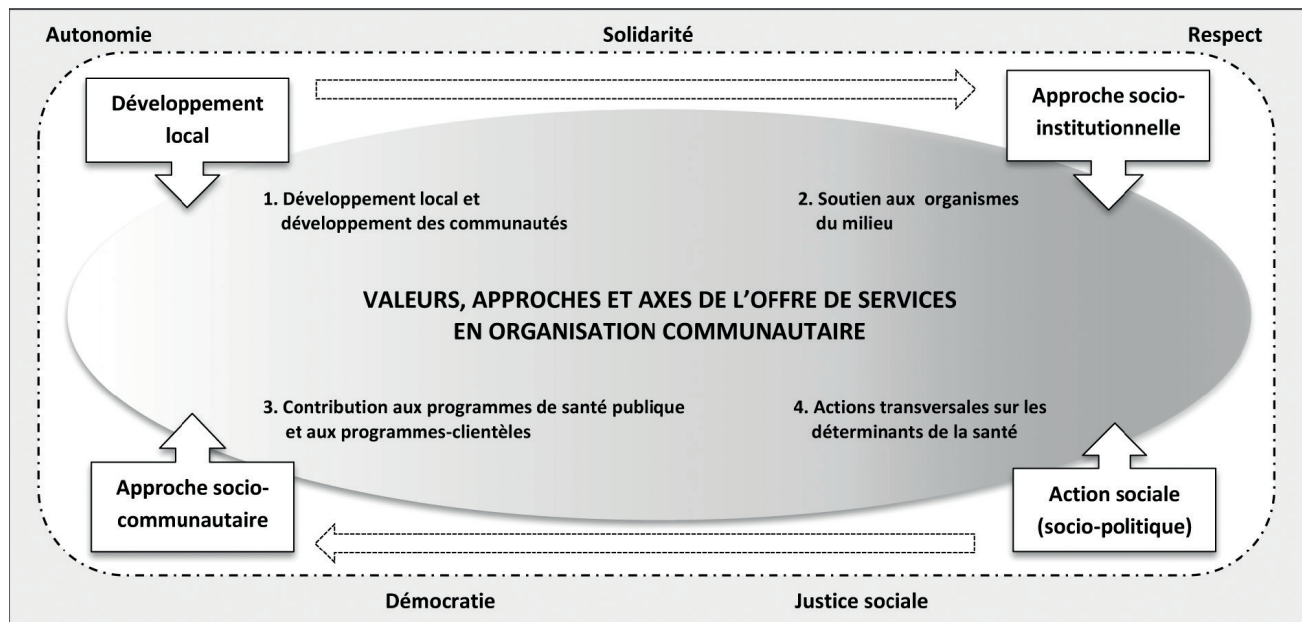 Autonomie
Solidarité
Respect
Développement
local
Approche socio-
institutionnelle
1. Développement local et
développement des communautés
2. Soutien aux organismes
du milieu
VALEURS, APPROCHES ET AXES DE L’OFFRE DE SERVICES
EN ORGANISATION COMMUNAUTAIRE
3. Contribution aux programmes de santé publique
et aux programmes-clientèles
4. Actions transversales sur les
déterminants de la santé
Approche socio-
communautaire
Action sociale
(socio-politique)
Démocratie
Justice sociale